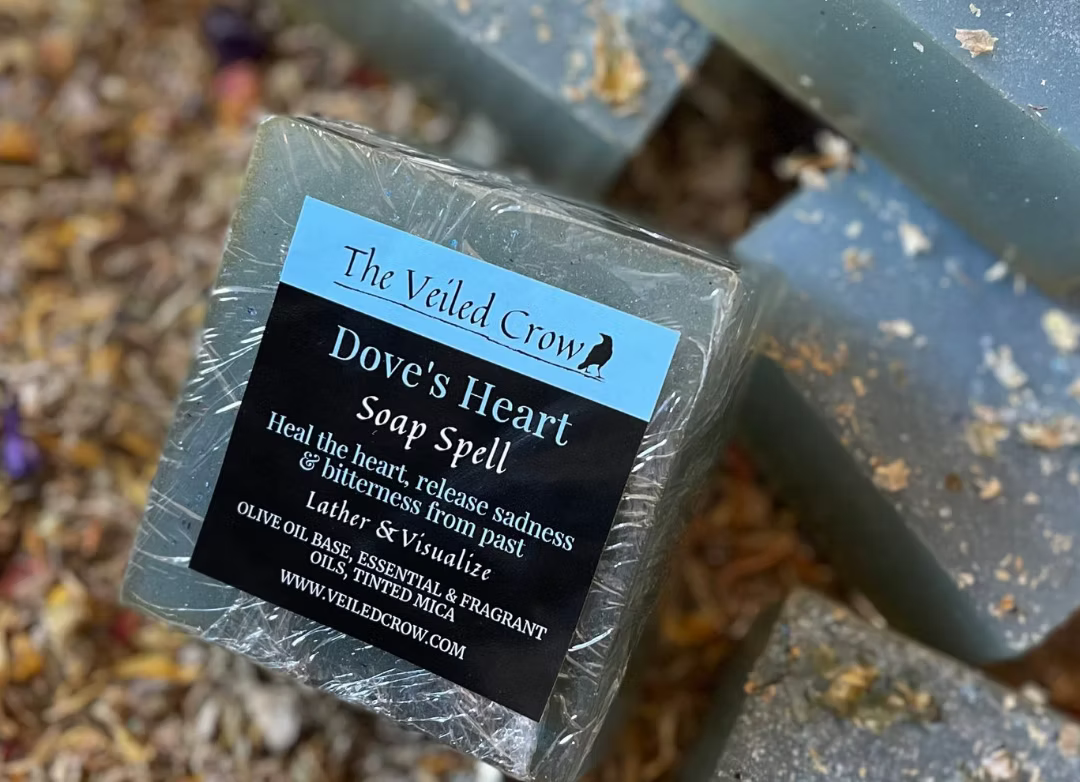 The Veiled Crow
Dove's Heart
Soap Spell
Heal the heart, release sadness
& bitterness from past
Lather & Visualize
OLIVE OIL BASE, ESSENTIAL & FRAGRANT
OILS, TINTED MICA
WWW.VEILEDCROW.COM